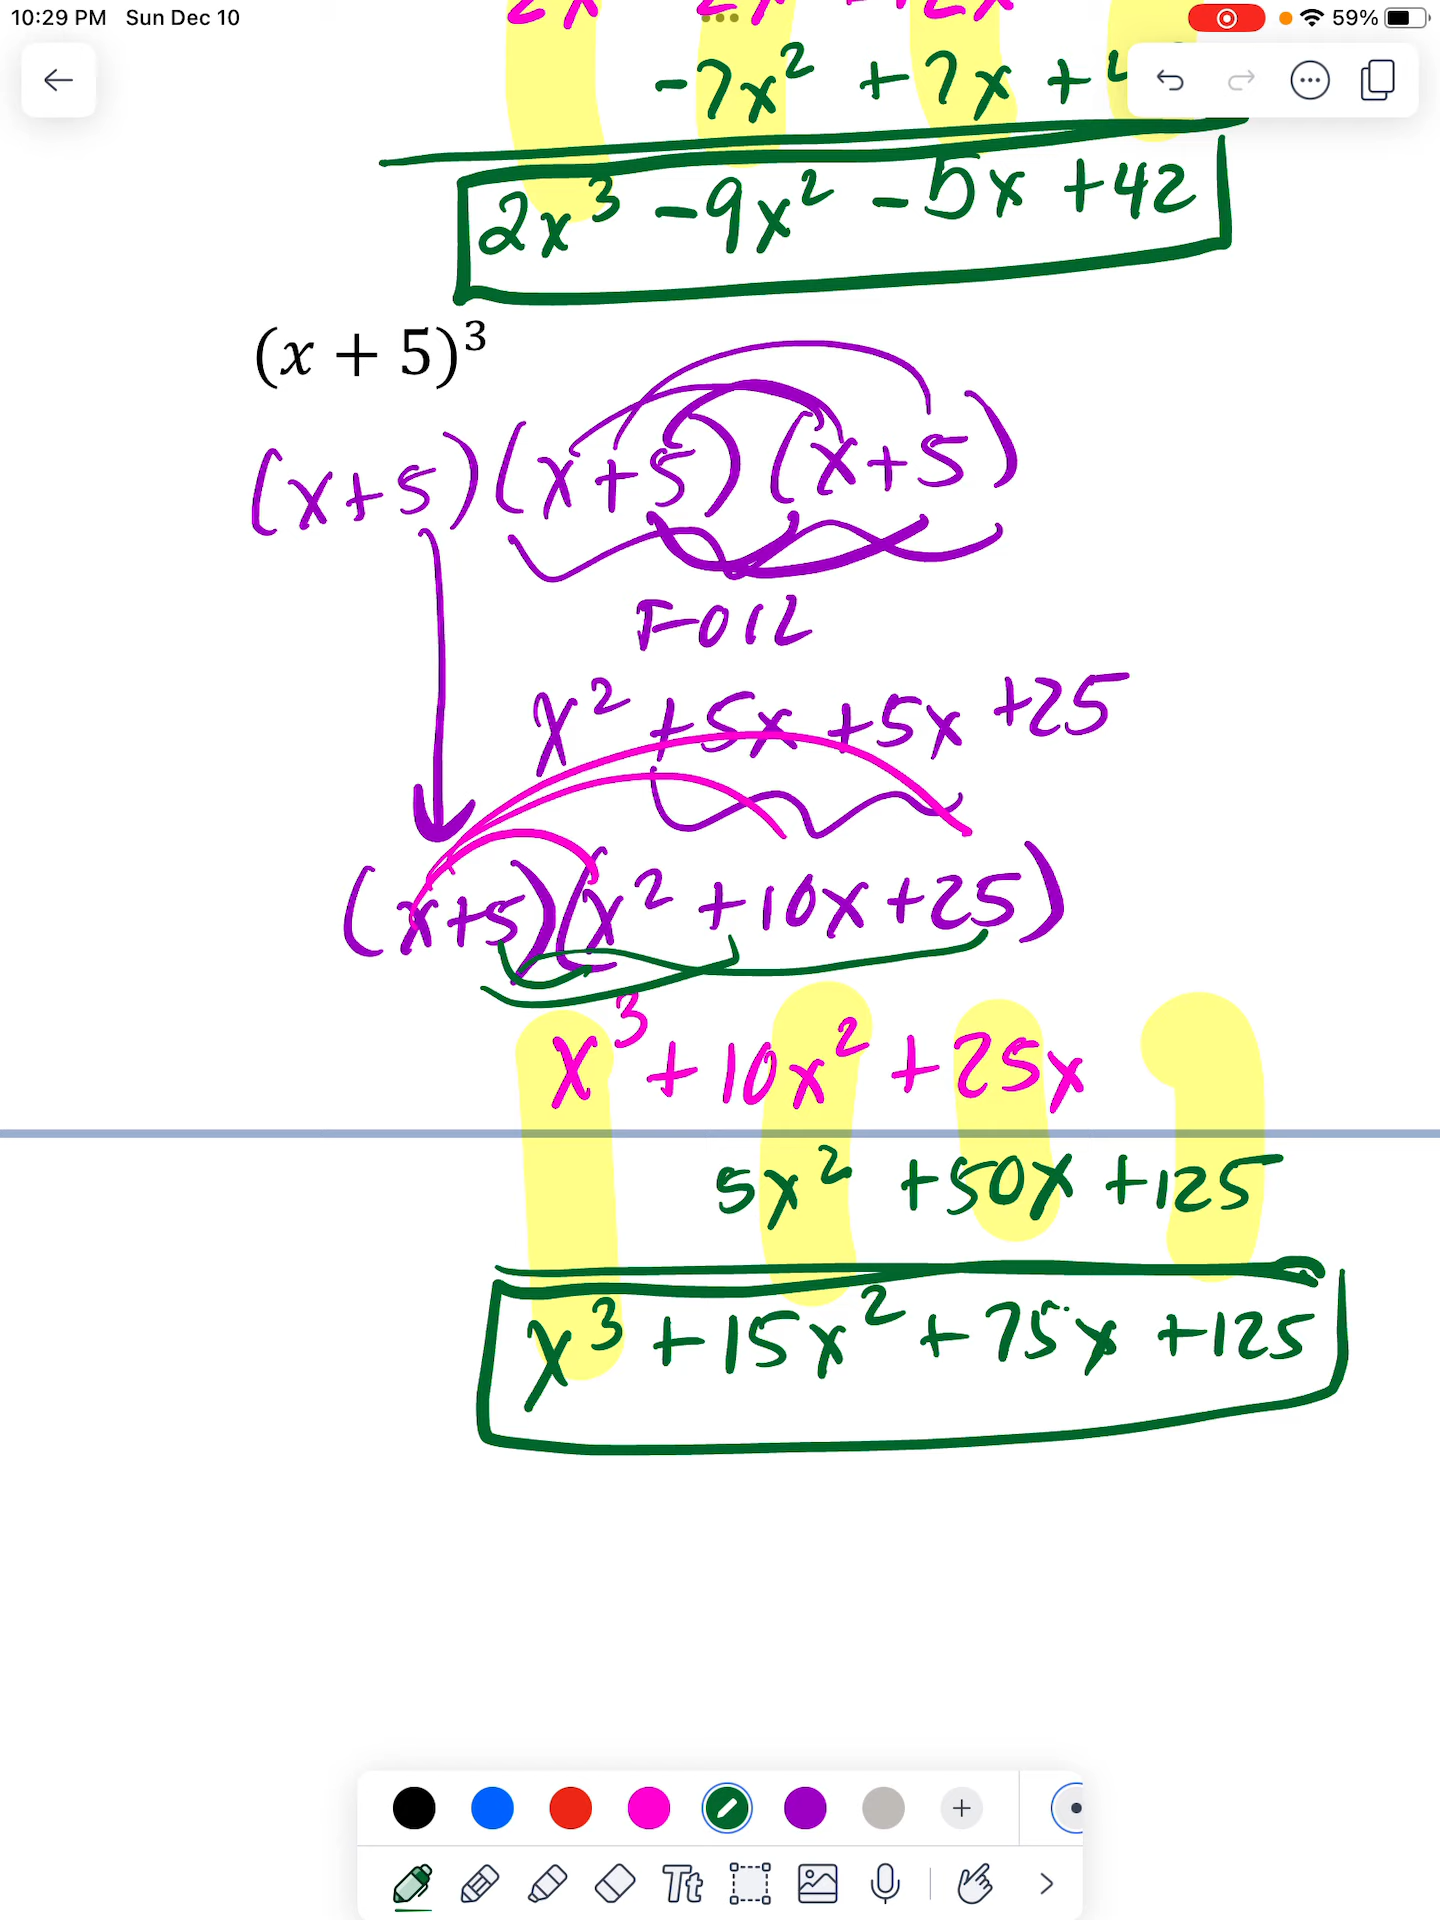 10:29 PM Sun Dec 10 59%
-7x² +7x +
2x³ -9x² -5x +42
(x + 5)³
(x+5)(x+5)(x+5)
FOIL
x² +5x +5x +25
(x+5)(x² +10x+25)
x³ +10x² +25x
5x² +50x +125
x³ +15x² +75x +125
Tt